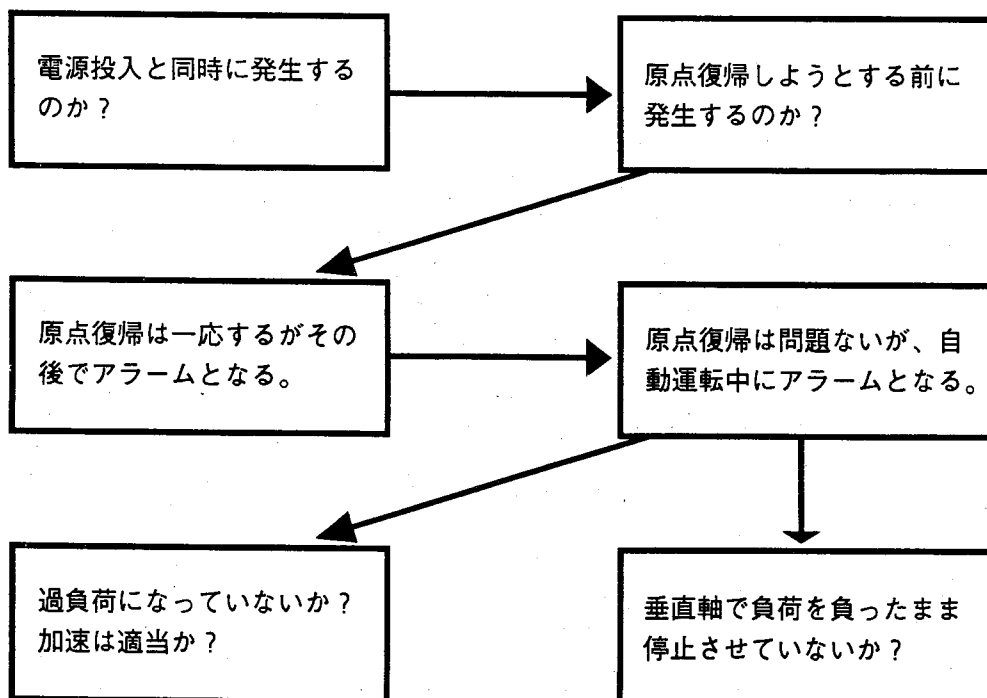 電源投入と同時に発生する
のか？
原点復帰しようとする前に
発生するのか？
原点復帰は一応するがその
後でアラームとなる。
原点復帰は問題ないが、自
動運転中にアラームとなる。
過負荷になっていないか？
加速は適当か？
垂直軸で負荷を負ったまま
停止させていないか？